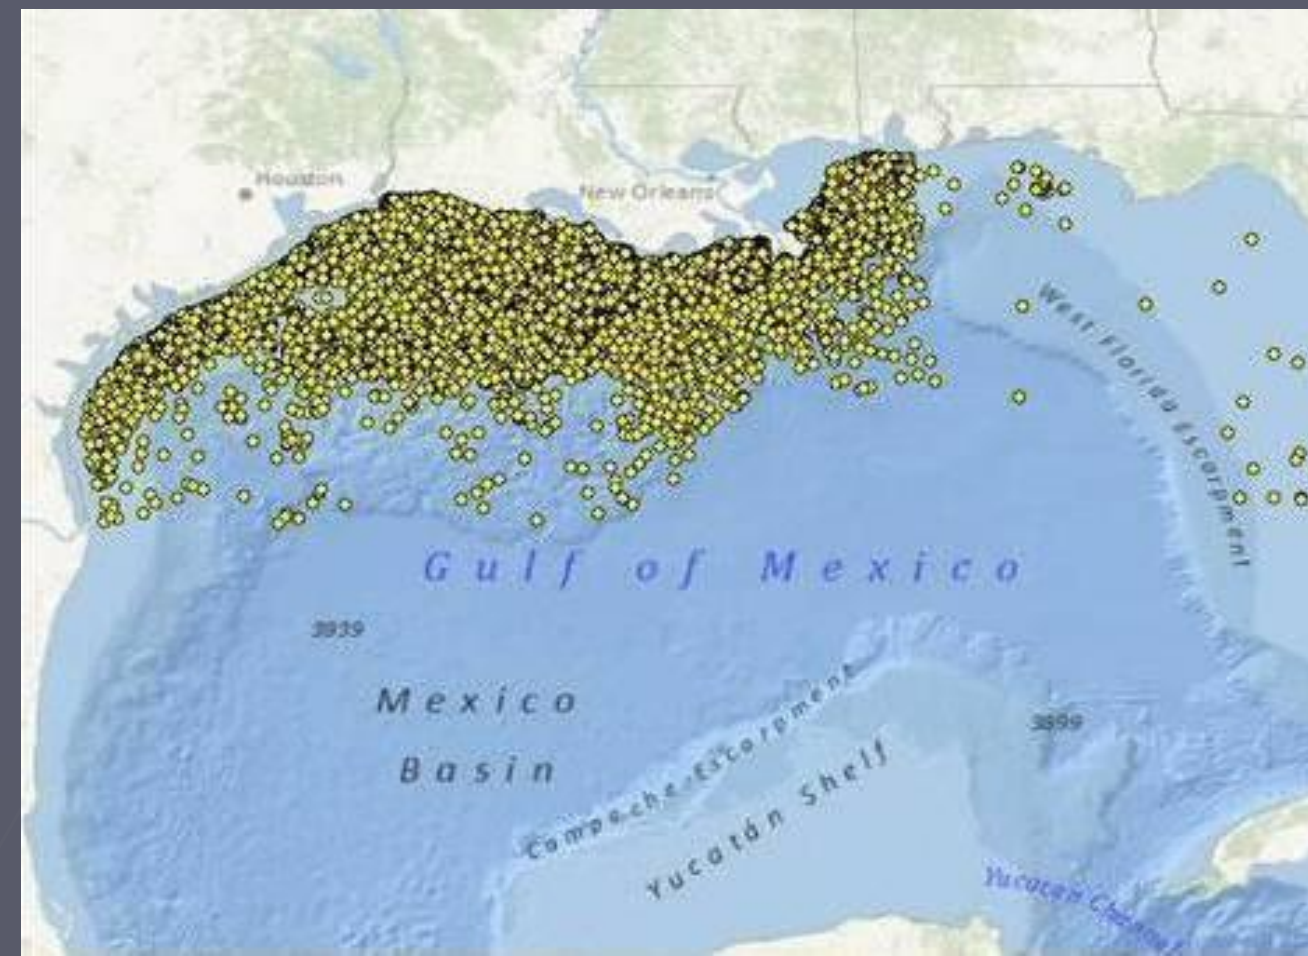 Houston
New Orleans
West Florida Escarpment
Gulf of Mexico
3939
Mexico
Basin
Campeche Escarpment
3899
Yucatán Shelf
Yucatan Channel